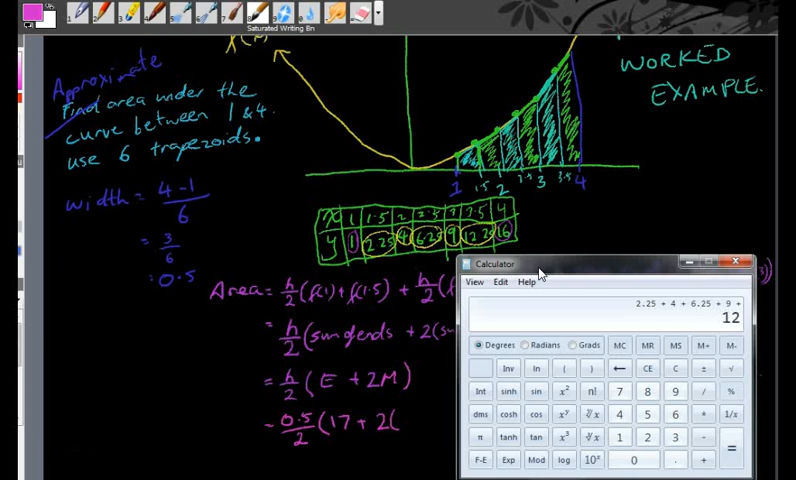 Saturated Writing Bn
WORKED
EXAMPLE.
Approximate
Find area under the
curve between 1 & 4.
use 6 trapezoids.
width = 4-1
6
= 3
6
= 0.5
1 1.5 2 2.5 3 3.5 4
x 1 1.5 2 2.5 3 3.5 4
y 1 2.25 4 6.25 9 12.25 16
Area = h/2 (f(1) + f(1.5) + h/2 (f
= h/2 (sum of ends + 2(su
= h/2 (E + 2M)
= 0.5/2 (17 + 2(
Calculator
View Edit Help
2.25 + 4 + 6.25 + 9 +
12
Degrees Radians Grads MC MR MS M+ M-
Inv ln ( ) ← CE C ± √
Int sinh sin x² n! 7 8 9 / %
dms cosh cos xʸ ʸ√x 4 5 6 * 1/x
π tanh tan x³ ³√x 1 2 3 - =
F-E Exp Mod log 10ˣ 0 . +